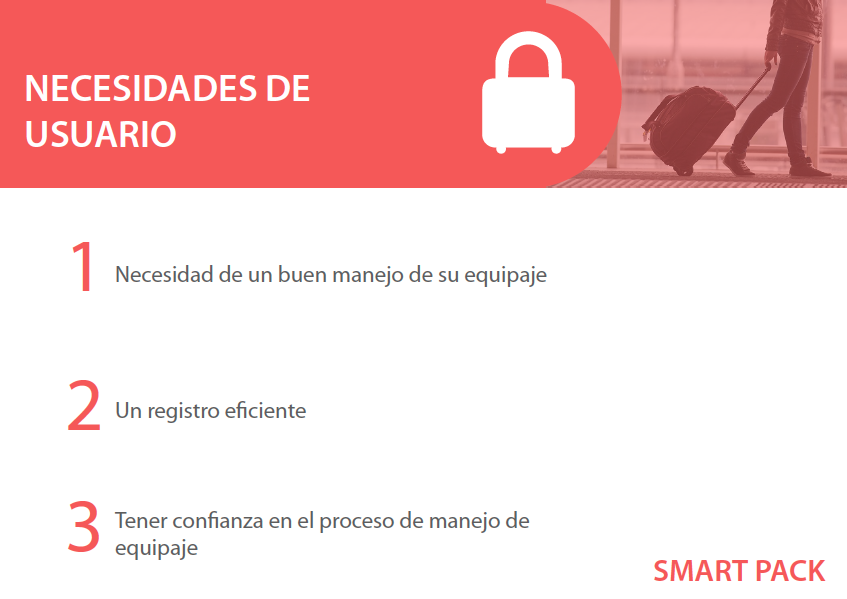 NECESIDADES DE
USUARIO
1 Necesidad de un buen manejo de su equipaje
2 Un registro eficiente
3 Tener confianza en el proceso de manejo de
equipaje
SMART PACK